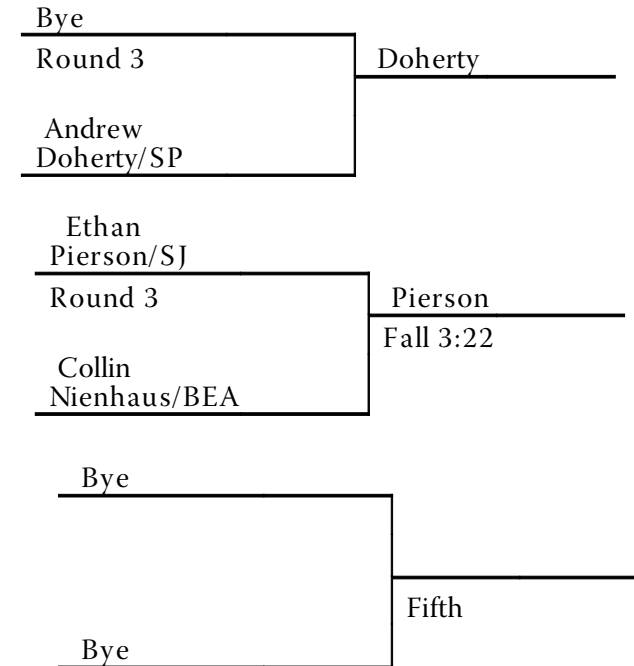 Bye
Round 3
Doherty
Andrew
Doherty/SP
Ethan
Pierson/SJ
Round 3
Pierson
Fall 3:22
Collin
Nienhaus/BEA
Bye
Fifth
Bye